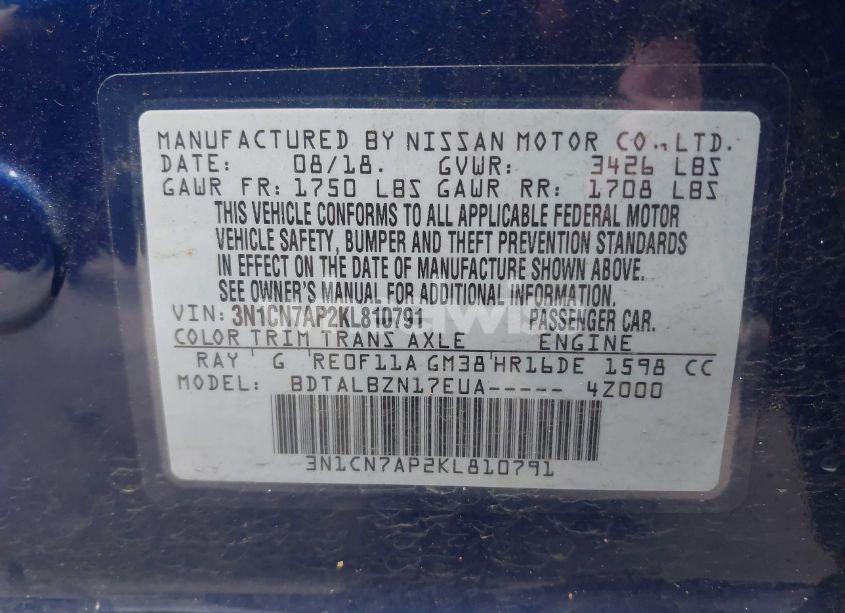 MANUFACTURED BY NISSAN MOTOR CO., LTD.
DATE: 08/18. GVWR: 3426 LBS
GAWR FR: 1750 LBS GAWR RR: 1708 LBS
THIS VEHICLE CONFORMS TO ALL APPLICABLE FEDERAL MOTOR
VEHICLE SAFETY, BUMPER AND THEFT PREVENTION STANDARDS
IN EFFECT ON THE DATE OF MANUFACTURE SHOWN ABOVE.
SEE OWNER'S MANUAL FOR ADDITIONAL INFORMATION.
VIN: 3N1CN7AP2KL810791 PASSENGER CAR.
COLOR TRIM TRANS AXLE ENGINE
RAY G RE0F11A GM38 HR16DE 1598 CC
MODEL: BDTALBZN17EUA----- 4Z000
3N1CN7AP2KL810791